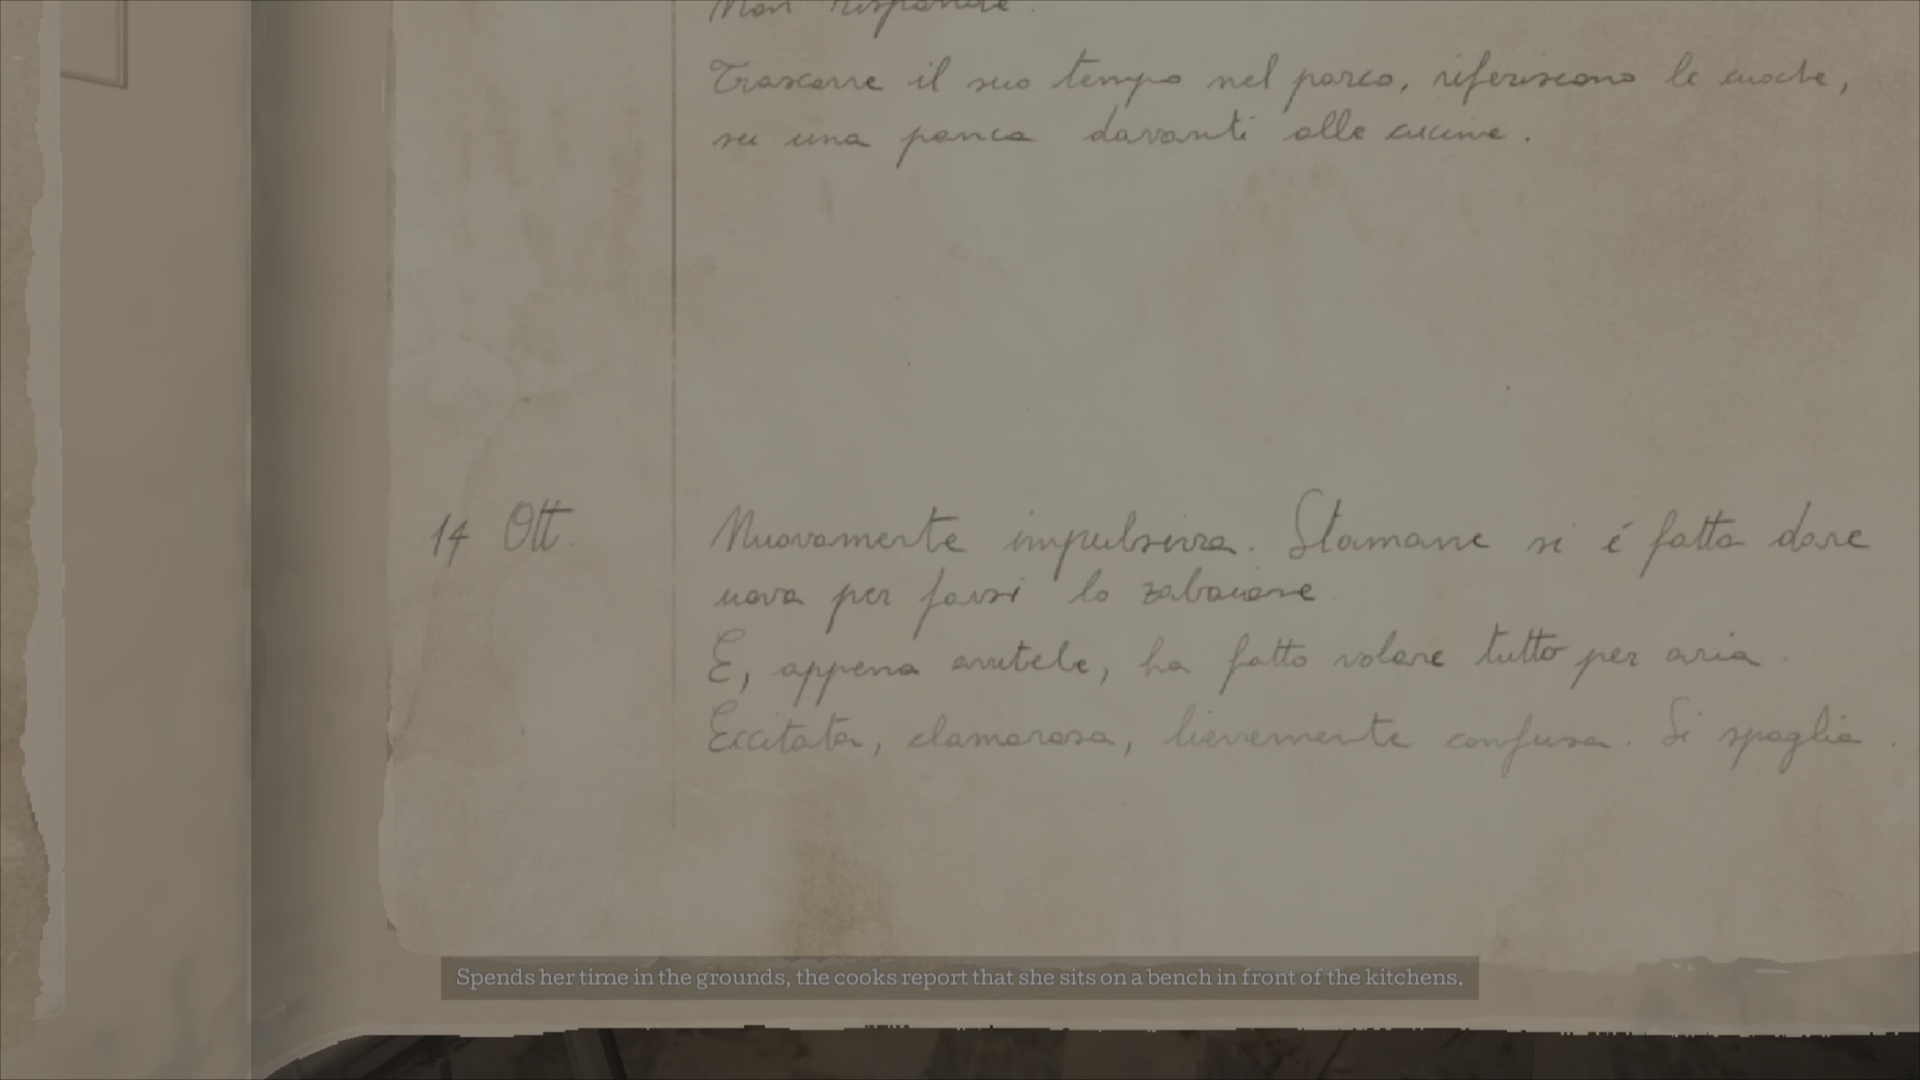 Non risponde.
Trascorre il suo tempo nel parco, riferiscono le cuoche,
su una panca davanti alle cucine.
14 Ott.
Nuovamente impulsiva. Stamane si é fatta dare
uova per farsi lo zabaione
E, appena avutele, ha fatto volare tutto per aria.
Eccitata, clamorosa, lievemente confusa. Si spoglia.
Spends her time in the grounds, the cooks report that she sits on a bench in front of the kitchens.